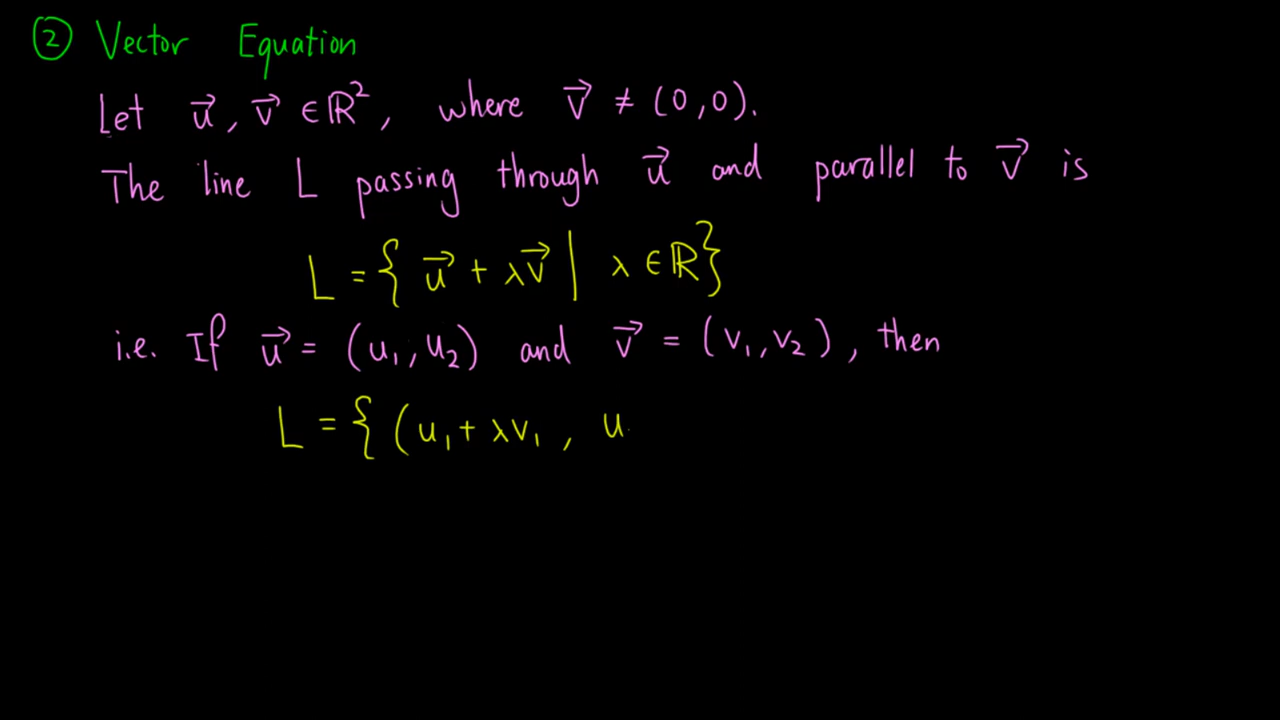 ② Vector Equation
Let u⃗, v⃗ ∈ ℝ², where v⃗ ≠ (0,0).
The line L passing through u⃗ and parallel to v⃗ is
L = { u⃗ + λv⃗ | λ ∈ ℝ }
i.e. If u⃗ = (u₁, u₂) and v⃗ = (v₁, v₂), then
L = { (u₁ + λv₁, u